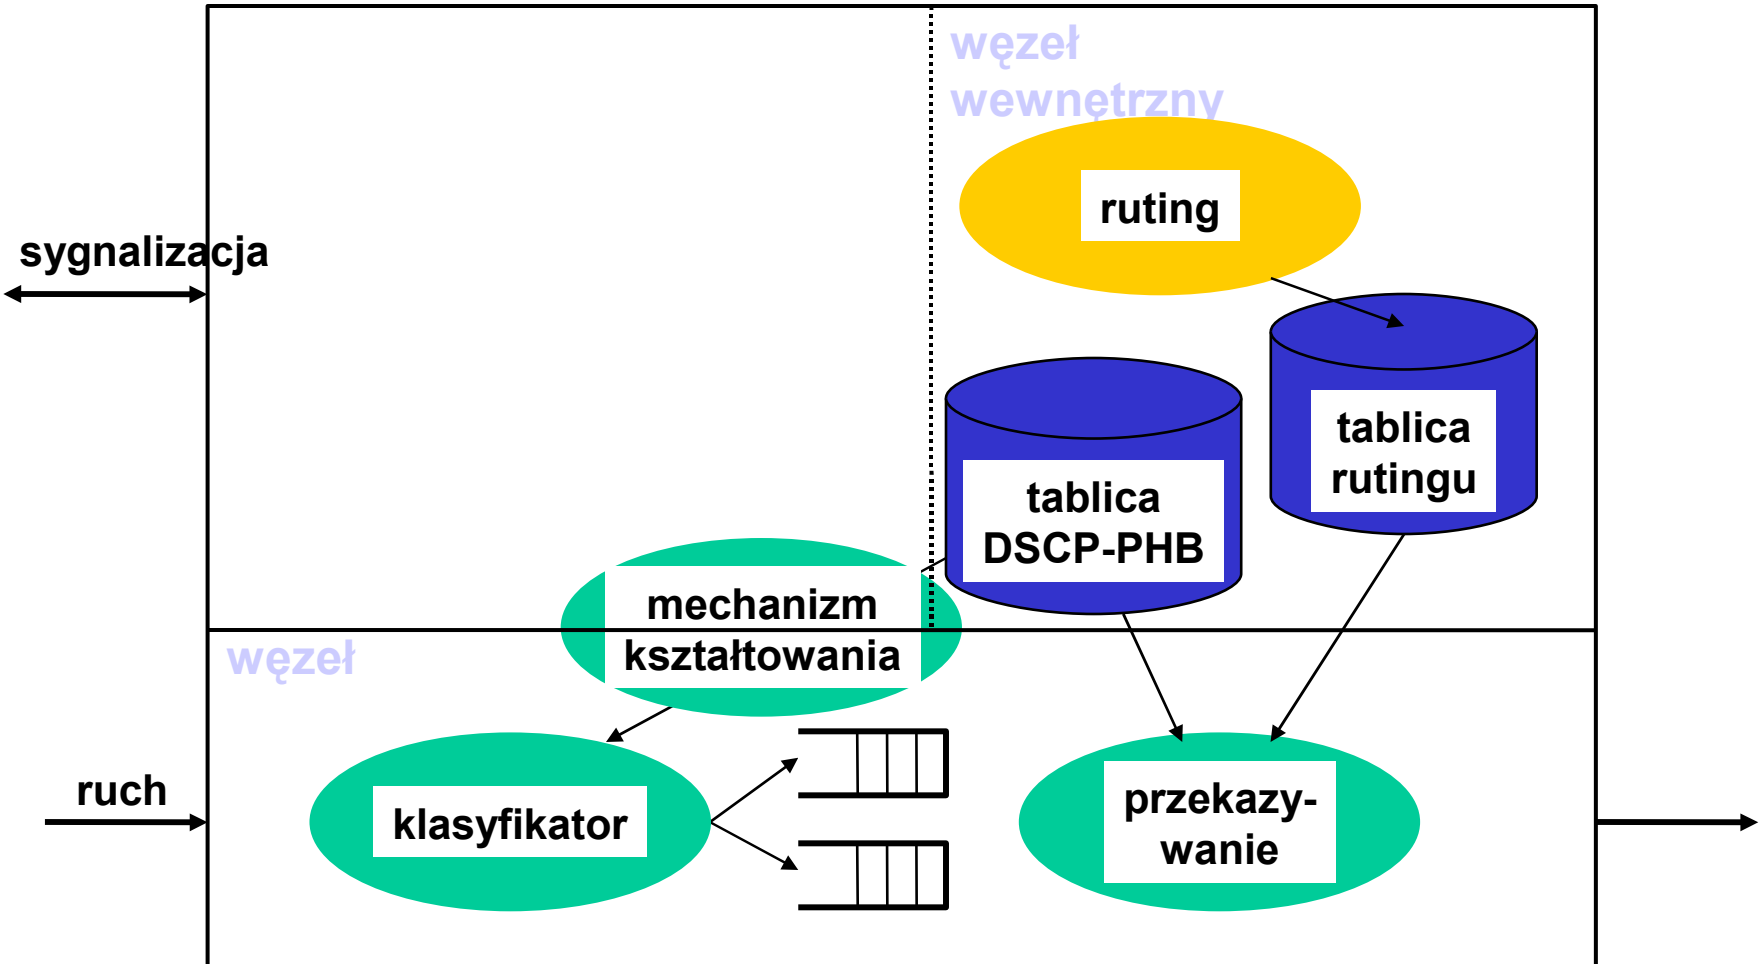 węzeł
wewnętrzny
ruting
sygnalizacja
tablica
rutingu
tablica
DSCP-PHB
mechanizm
kształtowania
węzeł
ruch
klasyfikator
przekazy-
wanie